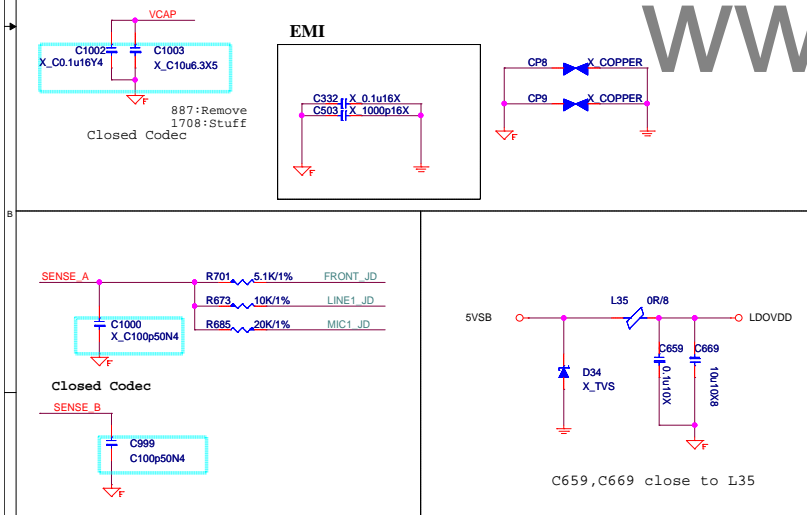 VCAP
C1002
X_C0.1u16Y4
C1003
X_C10u6.3X5
F
887:Remove
1708:Stuff
Closed Codec
EMI
C332 X_0.1u16X
C503 X_1000p16X
F
WW
CP8 X_COPPER
CP9 X_COPPER
F
B
SENSE_A
R701 5.1K/1% FRONT_JD
R673 10K/1% LINE1_JD
R685 20K/1% MIC1_JD
C1000
X_C100p50N4
F
Closed Codec
SENSE_B
C999
C100p50N4
F
L35 0R/8
5VSB
LDOVDD
D34
X_TVS
C659
0.1u10X
C669
10u10X8
F
C659,C669 close to L35